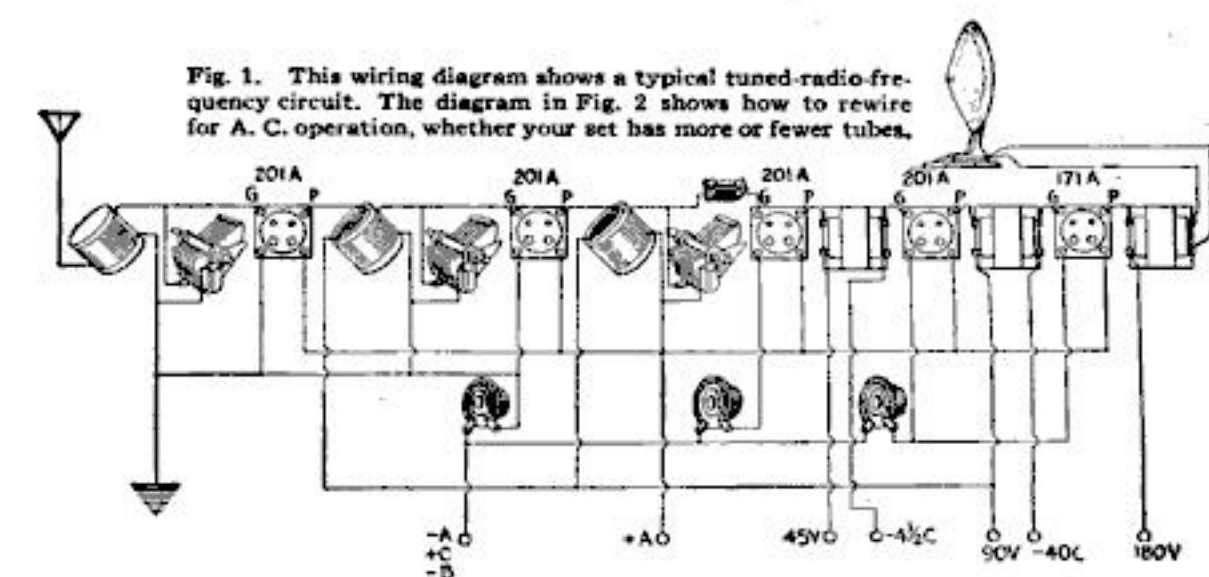 Fig. 1. This wiring diagram shows a typical tuned-radio-fre-
quency circuit. The diagram in Fig. 2 shows how to rewire
for A. C. operation, whether your set has more or fewer tubes.
201A 201A 201A 201A 171A
G P G P G P G P G P
-A +A 45V -4½C 90V -40C 180V
+C
-B